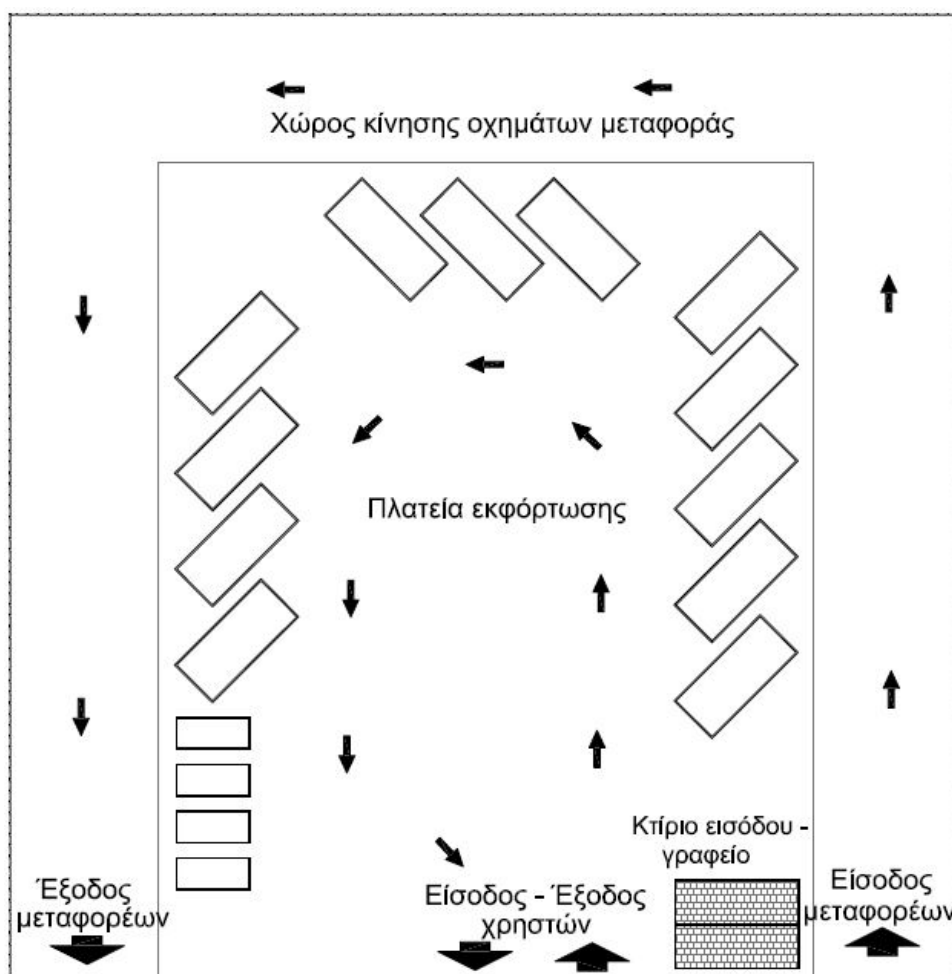 Χώρος κίνησης οχημάτων μεταφοράς
Πλατεία εκφόρτωσης
Κτίριο εισόδου -
γραφείο
Έξοδος
μεταφορέων
Είσοδος - Έξοδος
χρηστών
Είσοδος
μεταφορέων